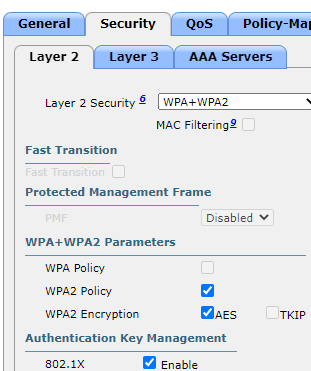 General Security QoS Policy-Map
Layer 2 Layer 3 AAA Servers
Layer 2 Security 6 WPA+WPA2
MAC Filtering 9
Fast Transition
Fast Transition
Protected Management Frame
PMF Disabled
WPA+WPA2 Parameters
WPA Policy
WPA2 Policy
WPA2 Encryption AES TKIP
Authentication Key Management
802.1X Enable